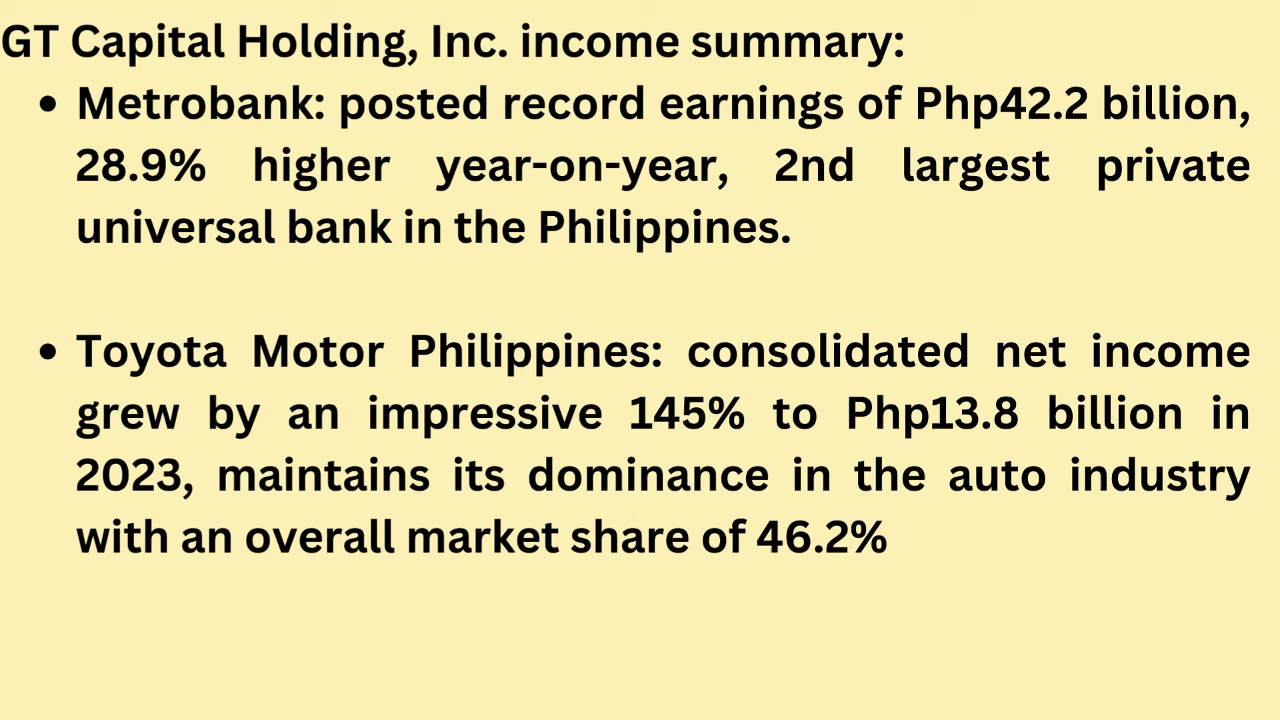 GT Capital Holding, Inc. income summary:
• Metrobank: posted record earnings of Php42.2 billion,
28.9% higher year-on-year, 2nd largest private
universal bank in the Philippines.
• Toyota Motor Philippines: consolidated net income
grew by an impressive 145% to Php13.8 billion in
2023, maintains its dominance in the auto industry
with an overall market share of 46.2%